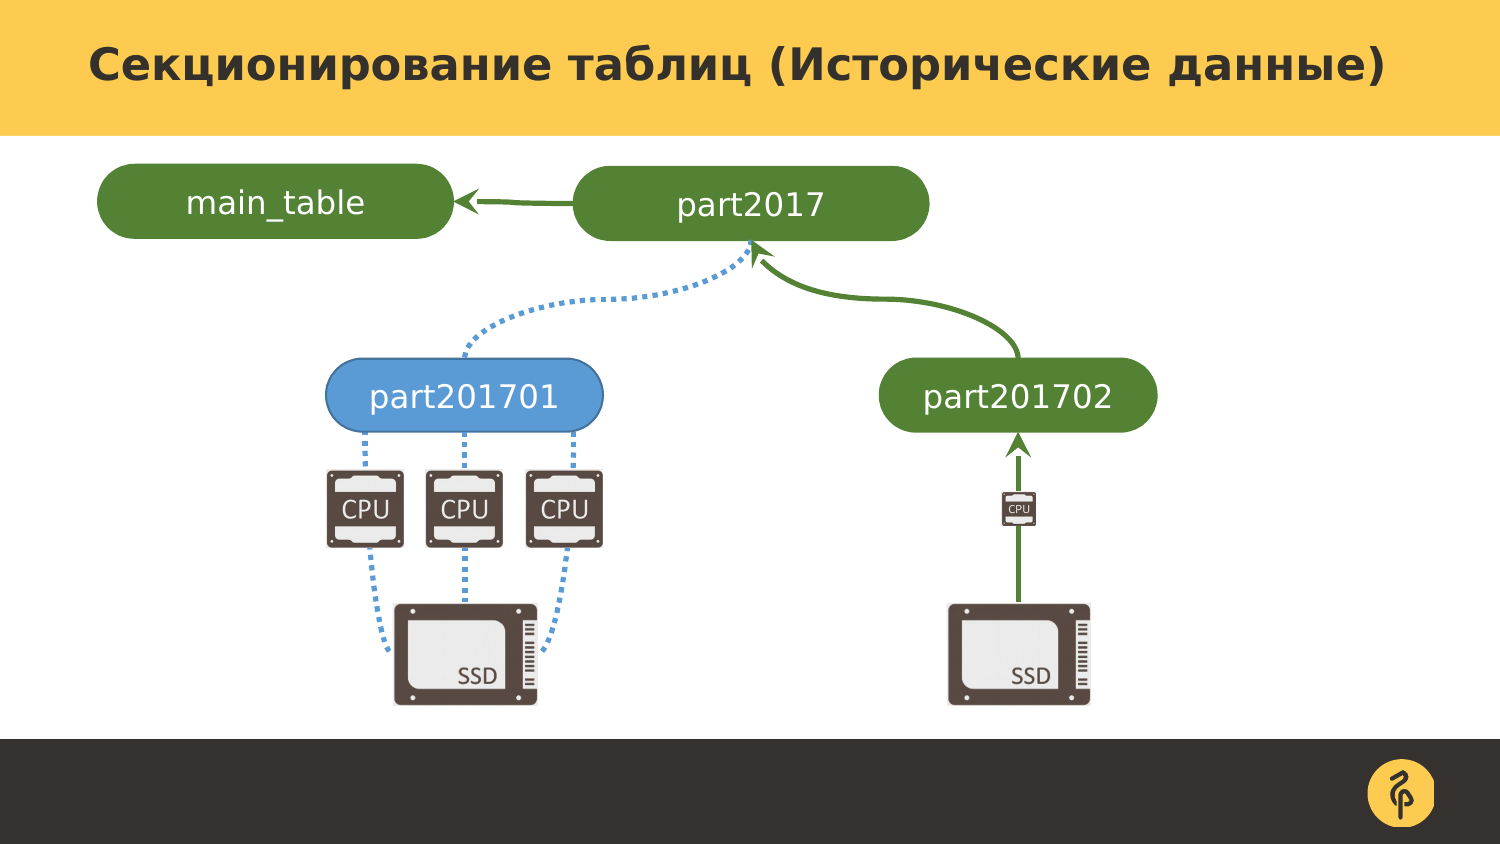 Секционирование таблиц (Исторические данные)
main_table
part2017
part201701
part201702
CPU
CPU
CPU
CPU
SSD
SSD